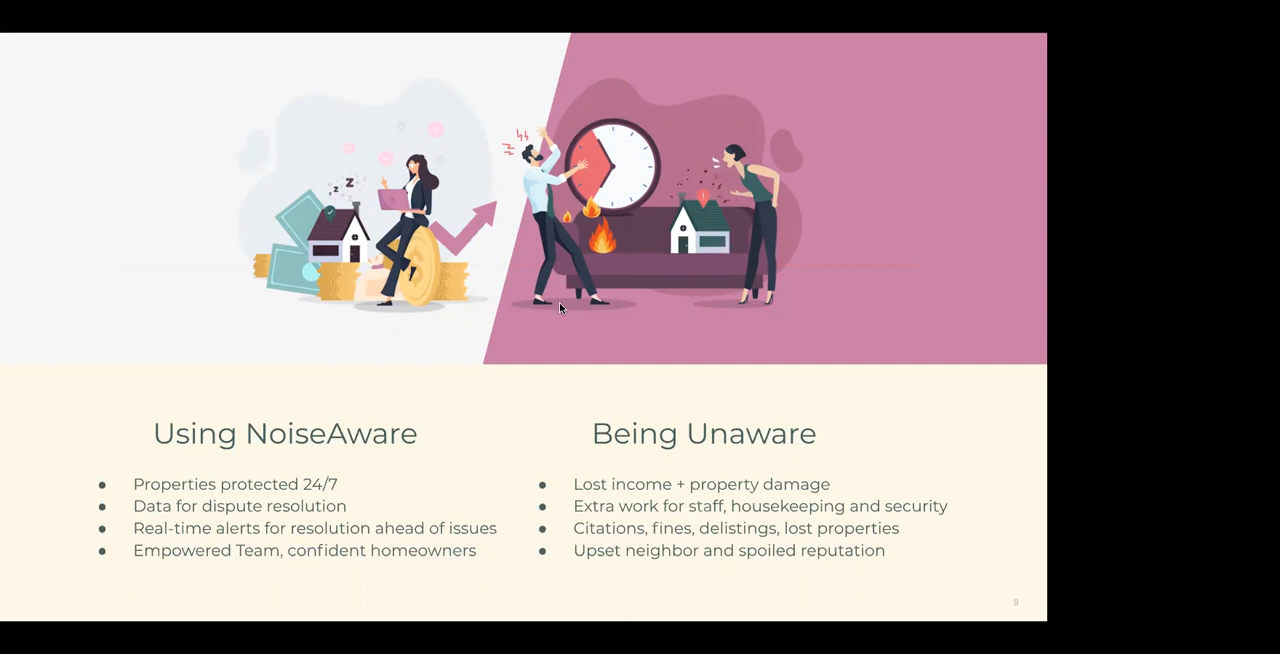 z z Z
Using NoiseAware
● Properties protected 24/7
● Data for dispute resolution
● Real-time alerts for resolution ahead of issues
● Empowered Team, confident homeowners
Being Unaware
● Lost income + property damage
● Extra work for staff, housekeeping and security
● Citations, fines, delistings, lost properties
● Upset neighbor and spoiled reputation
9